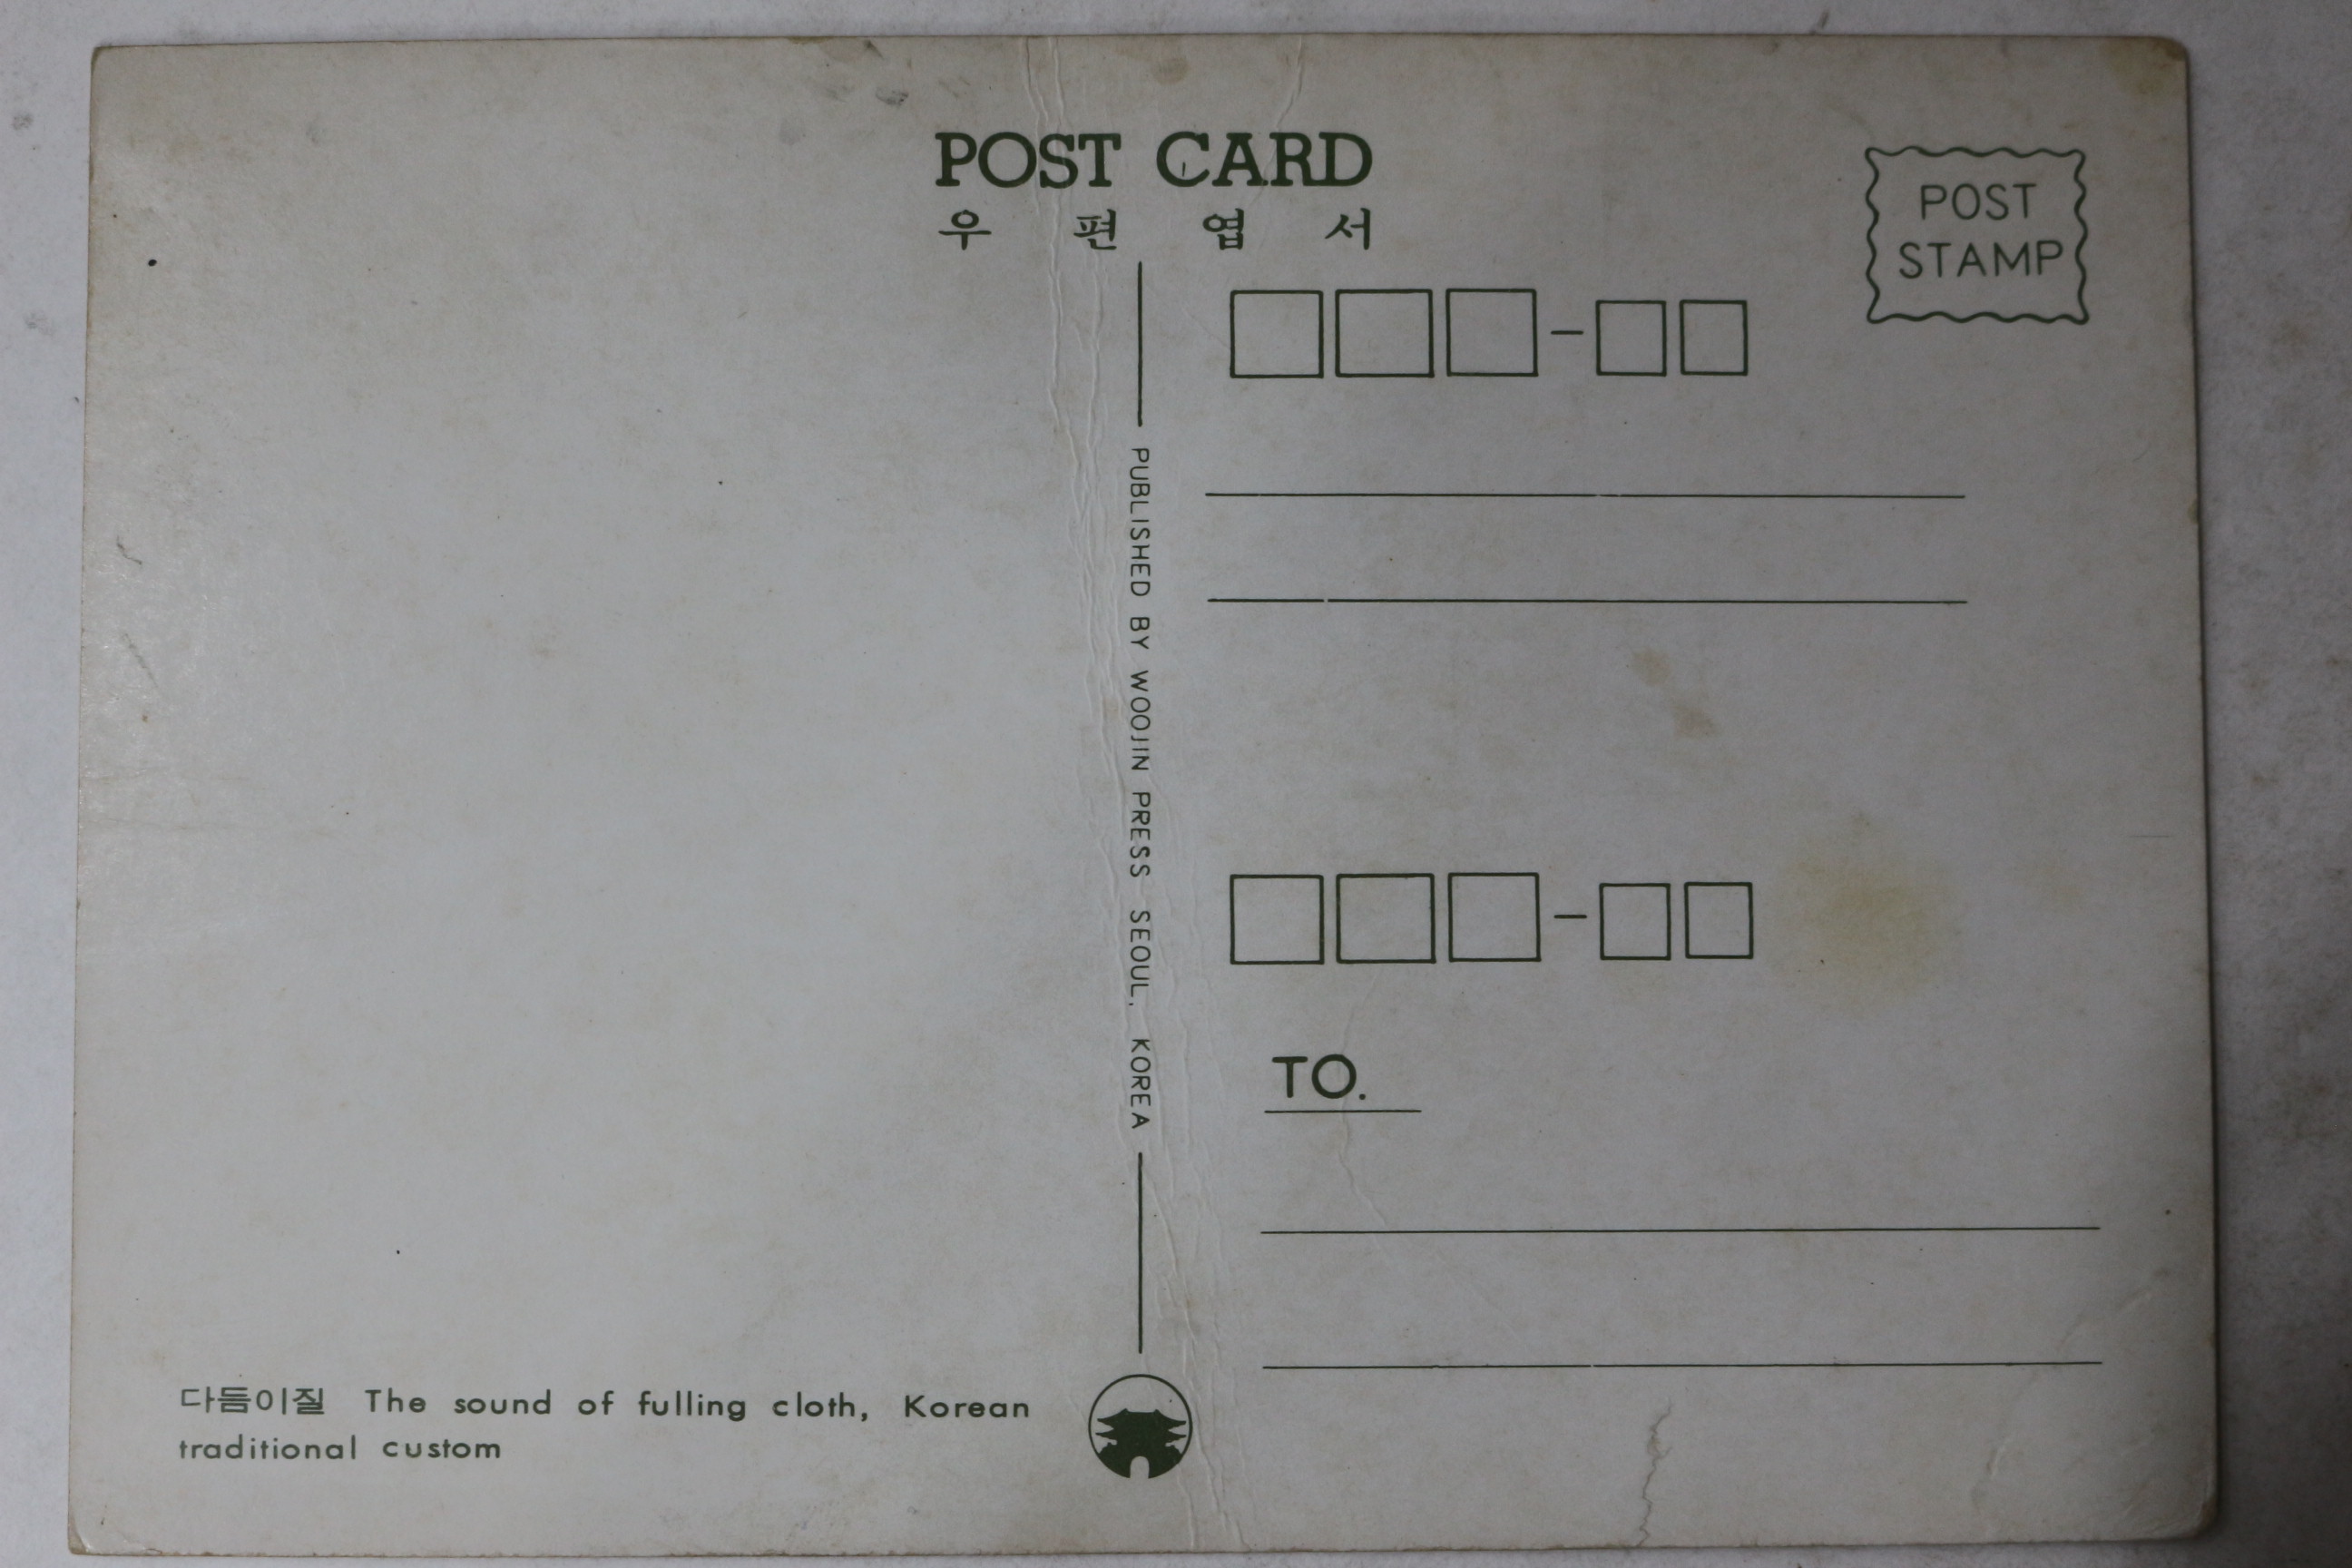 POST CARD
우 편 엽 서
POST
STAMP
PUBLISHED BY WOOJIN PRESS SEOUL, KOREA
TO.
다듬이질 The sound of fulling cloth, Korean
traditional custom